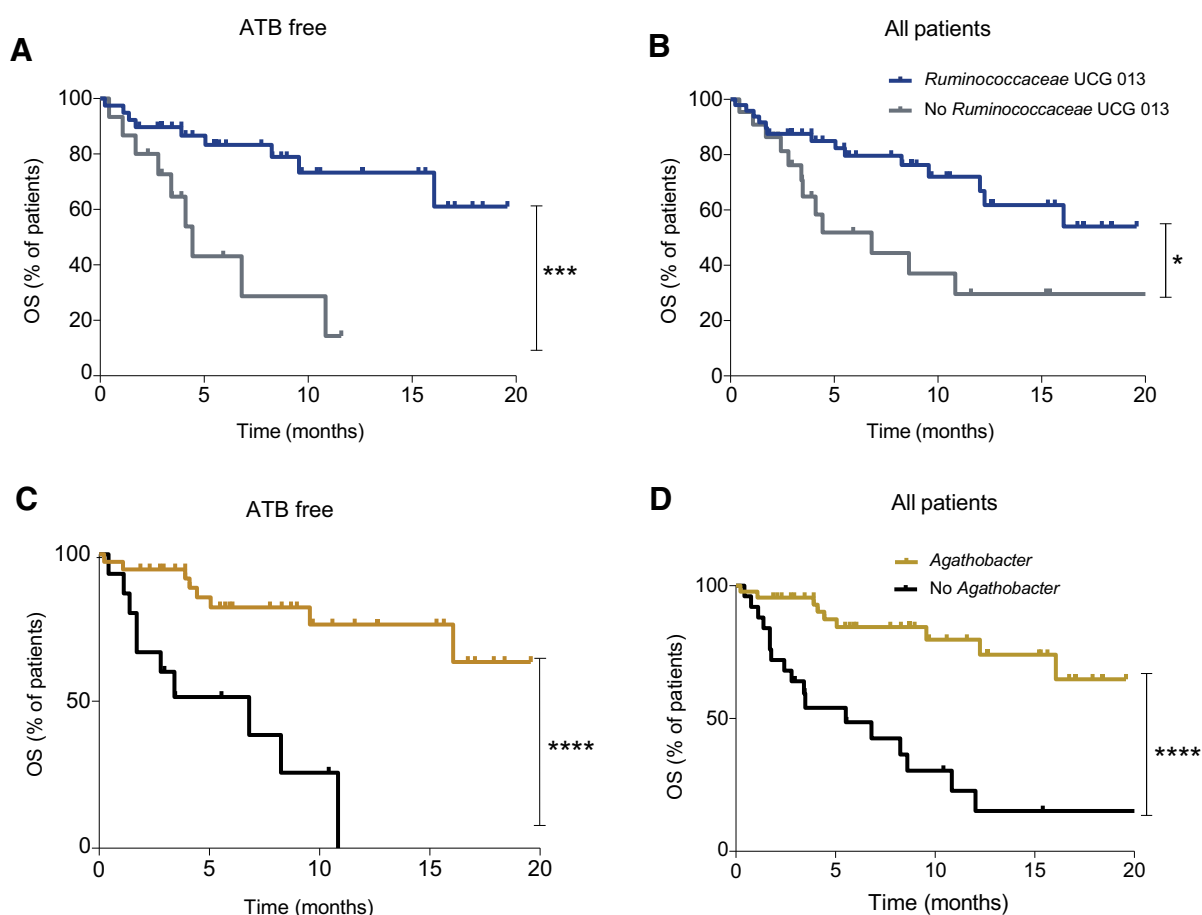 A
ATB free
OS (% of patients)
100
80
60
40
20
0
0 5 10 15 20
Time (months)
***
B
All patients
Ruminococcaceae UCG 013
No Ruminococcaceae UCG 013
OS (% of patients)
100
80
60
40
20
0
0 5 10 15 20
Time (months)
*
C
ATB free
OS (% of patients)
100
50
0
0 5 10 15 20
Time (months)
****
D
All patients
Agathobacter
No Agathobacter
OS (% of patients)
100
50
0
0 5 10 15 20
Time (months)
****